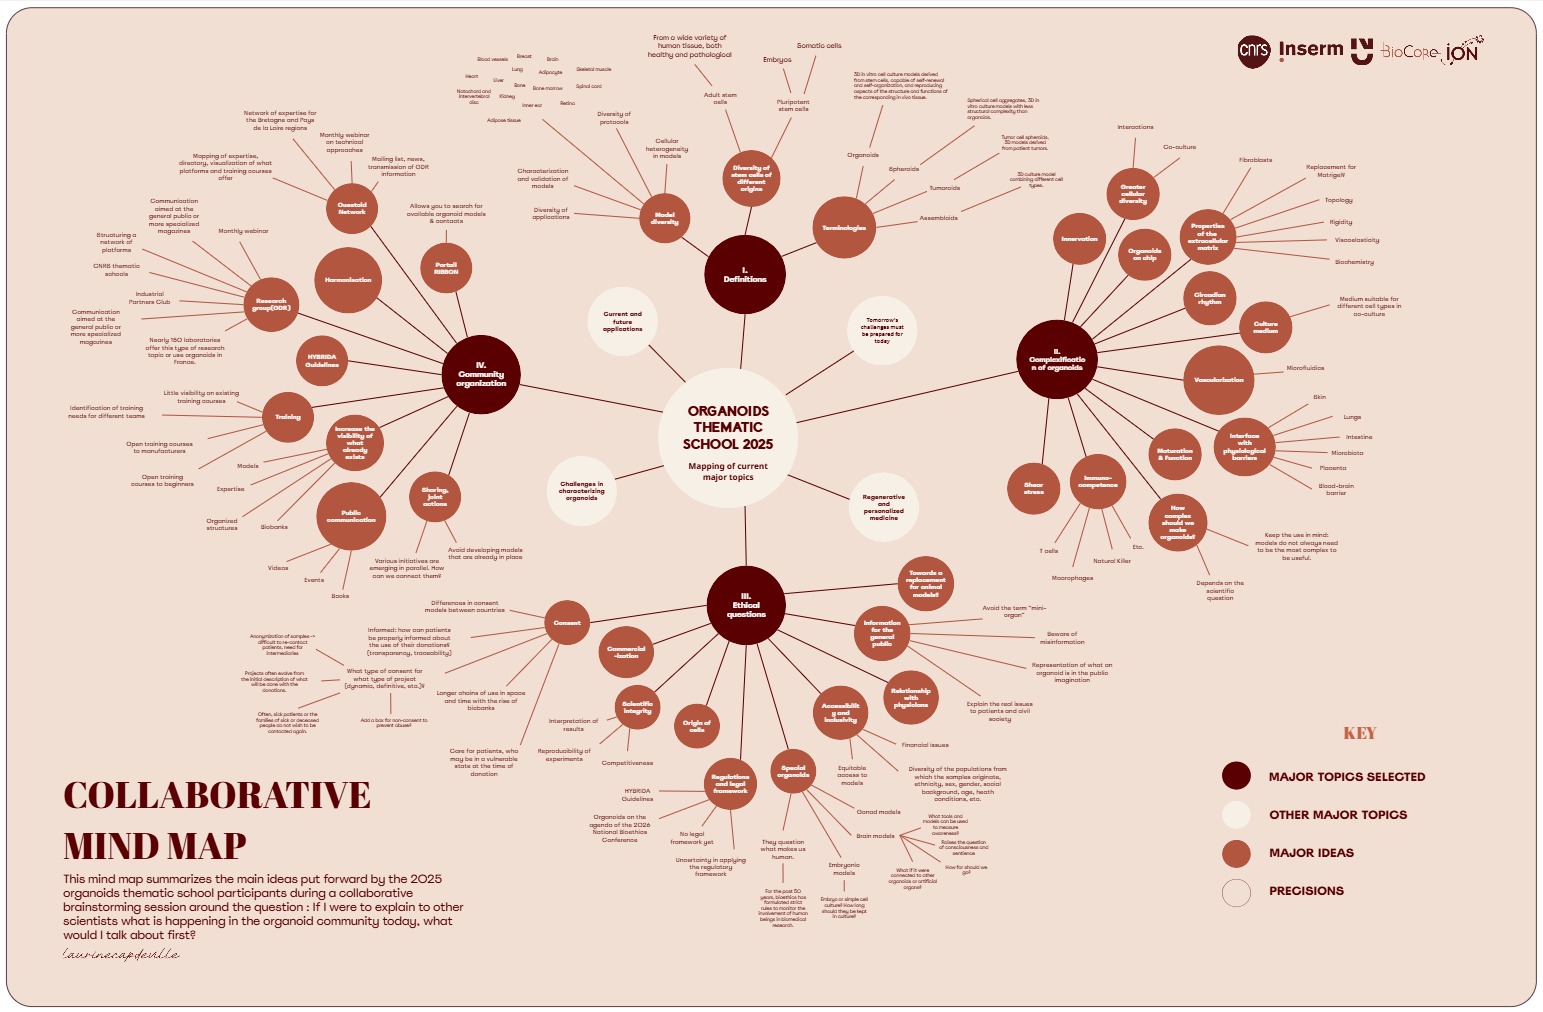 cnrs Inserm NU BioCore iON
ORGANOIDS
THEMATIC
SCHOOL 2025
Mapping of current
major topics
Current and
future
applications
Tomorrow's
challenges must
be prepared for
today
Challenges in
characterizing
organoids
Regenerative
and
personalized
medicine
I.
Definitions
Model
diversity
Blood vessels
Breast
Brain
Lung
Adipocyte
Skeletal muscle
Heart
Liver
Bone
Bone marrow
Spinal cord
Notochord and
intervertebral
disc
Kidney
Inner ear
Retina
Adipose tissue
Diversity of
protocols
Cellular
heterogeneity
in models
Characterization
and validation of
models
Diversity of
applications
Diversity of
stem cells of
different
origins
From a wide variety of
human tissue, both
healthy and pathological
Adult stem
cells
Somatic cells
Embryos
Pluripotent
stem cells
Terminologies
3D in vitro cell culture models derived
from stem cells, capable of self-renewal
and self-organization, and reproducing
aspects of the structure and functions of
the corresponding in vivo tissue.
Organoids
Spherical cell aggregates, 3D in
vitro culture models with less
structural complexity than
organoids.
Spheroids
Tumor cell spheroids,
3D models derived
from patient tumors.
Tumoroids
3D culture model
combining different cell
types.
Assembloids
II.
Complexificatio
n of organoids
Innervation
Greater
cellular
diversity
Interactions
Co-culture
Organoids
on chip
Properties
of the
extracellular
matrix
Fibroblasts
Replacement for
Matrigel?
Topology
Rigidity
Viscoelasticity
Biochemistry
Circadian
rhythm
Culture
medium
Medium suitable for
different cell types in
co-culture
Vascularization
Microfluidics
Interface
with
physiological
barriers
Skin
Lungs
Intestine
Microbiota
Placenta
Blood-brain
barrier
Maturation
& Function
How
complex
should we
make
organoids?
Keep the use in mind:
models do not always need
to be the most complex to
be useful.
Depends on the
scientific
question
Immuno-
competence
T cells
Macrophages
Natural Killer
Etc.
Shear
stress
III.
Ethical
questions
Towards a
replacement
for animal
models?
Information
for the
general
public
Avoid the term "mini-
organ"
Beware of
misinformation
Representation of what an
organoid is in the public
imagination
Explain the real issues
to patients and civil
society
Relationship
with
physicians
Accessibilit
y and
inclusivity
Financial issues
Diversity of the populations from
which the samples originate,
ethnicity, sex, gender, social
background, age, heath
conditions, etc.
Equitable
access to
models
Special
organoids
Gonad models
Brain models
What tools and
models can be used
to measure
awareness?
Raises the question
of consciousness and
sentience
How far should we
go?
What if it were
connected to other
organoids or artificial
organs?
Embryonic
models
Embryo or simple cell
culture? How long
should they be kept
in culture?
They question
what makes us
human.
For the past 50
years, bioethics has
formulated strict
rules to monitor the
involvement of human
beings in biomedical
research.
Regulations
and legal
framework
HYBRIDA
Guidelines
Organoids on the
agenda of the 2026
National Bioethics
Conference
No legal
framework yet
Uncertainty in applying
the regulatory
framework
Origin of
cells
Scientific
integrity
Interpretation of
results
Reproducibility of
experiments
Competitiveness
Commercial
-ization
Consent
Differences in consent
models between countries
Informed: how can patients
be properly informed about
the use of their donations?
(transparency, traceability)
What type of consent for
what type of project
(dynamic, definitive, etc.)?
Anonymization of samples ->
difficult to re-contact
patients, need for
intermediaries
Projects often evolve from
the initial description of what
will be done with the
donations.
Often, sick patients or the
families of sick or deceased
people do not wish to be
contacted again.
Add a box for non-consent to
prevent abuse?
Longer chains of use in space
and time with the rise of
biobanks
Care for patients, who
may be in a vulnerable
state at the time of
donation
IV.
Community
organization
Portail
RIBBON
Allows you to search for
available organoid models
& contacts
Ouestoïd
Network
Network of expertise for
the Bretagne and Pays
de la Loire regions
Monthly webinar
on technical
approaches
Mailing list, news,
transmission of GDR
information
Mapping of expertise,
directory, visualization of what
platforms and training courses
offer
Harmonisation
Research
group(GDR)
Communication
aimed at the
general public or
more specialized
magazines
Monthly webinar
Structuring a
network of
platforms
CNRS thematic
schools
Industrial
Partners Club
Communication
aimed at the
general public or
more specialized
magazines
Nearly 180 laboratories
offer this type of research
topic or use organoids in
France.
HYBRIDA
Guidelines
Training
Little visibility on existing
training courses
Identification of training
needs for different teams
Open training courses
to manufacturers
Open training
courses to beginners
Increase the
visibility of
what
already
exists
Models
Expertise
Organized
structures
Biobanks
Public
communication
Videos
Events
Books
Sharing,
joint
actions
Various initiatives are
emerging in parallel. How
can we connect them?
Avoid developing models
that are already in place
COLLABORATIVE
MIND MAP
This mind map summarizes the main ideas put forward by the 2025
organoids thematic school participants during a collaborative
brainstorming session around the question : If I were to explain to other
scientists what is happening in the organoid community today, what
would I talk about first?
laurinecapdeville
KEY
MAJOR TOPICS SELECTED
OTHER MAJOR TOPICS
MAJOR IDEAS
PRECISIONS